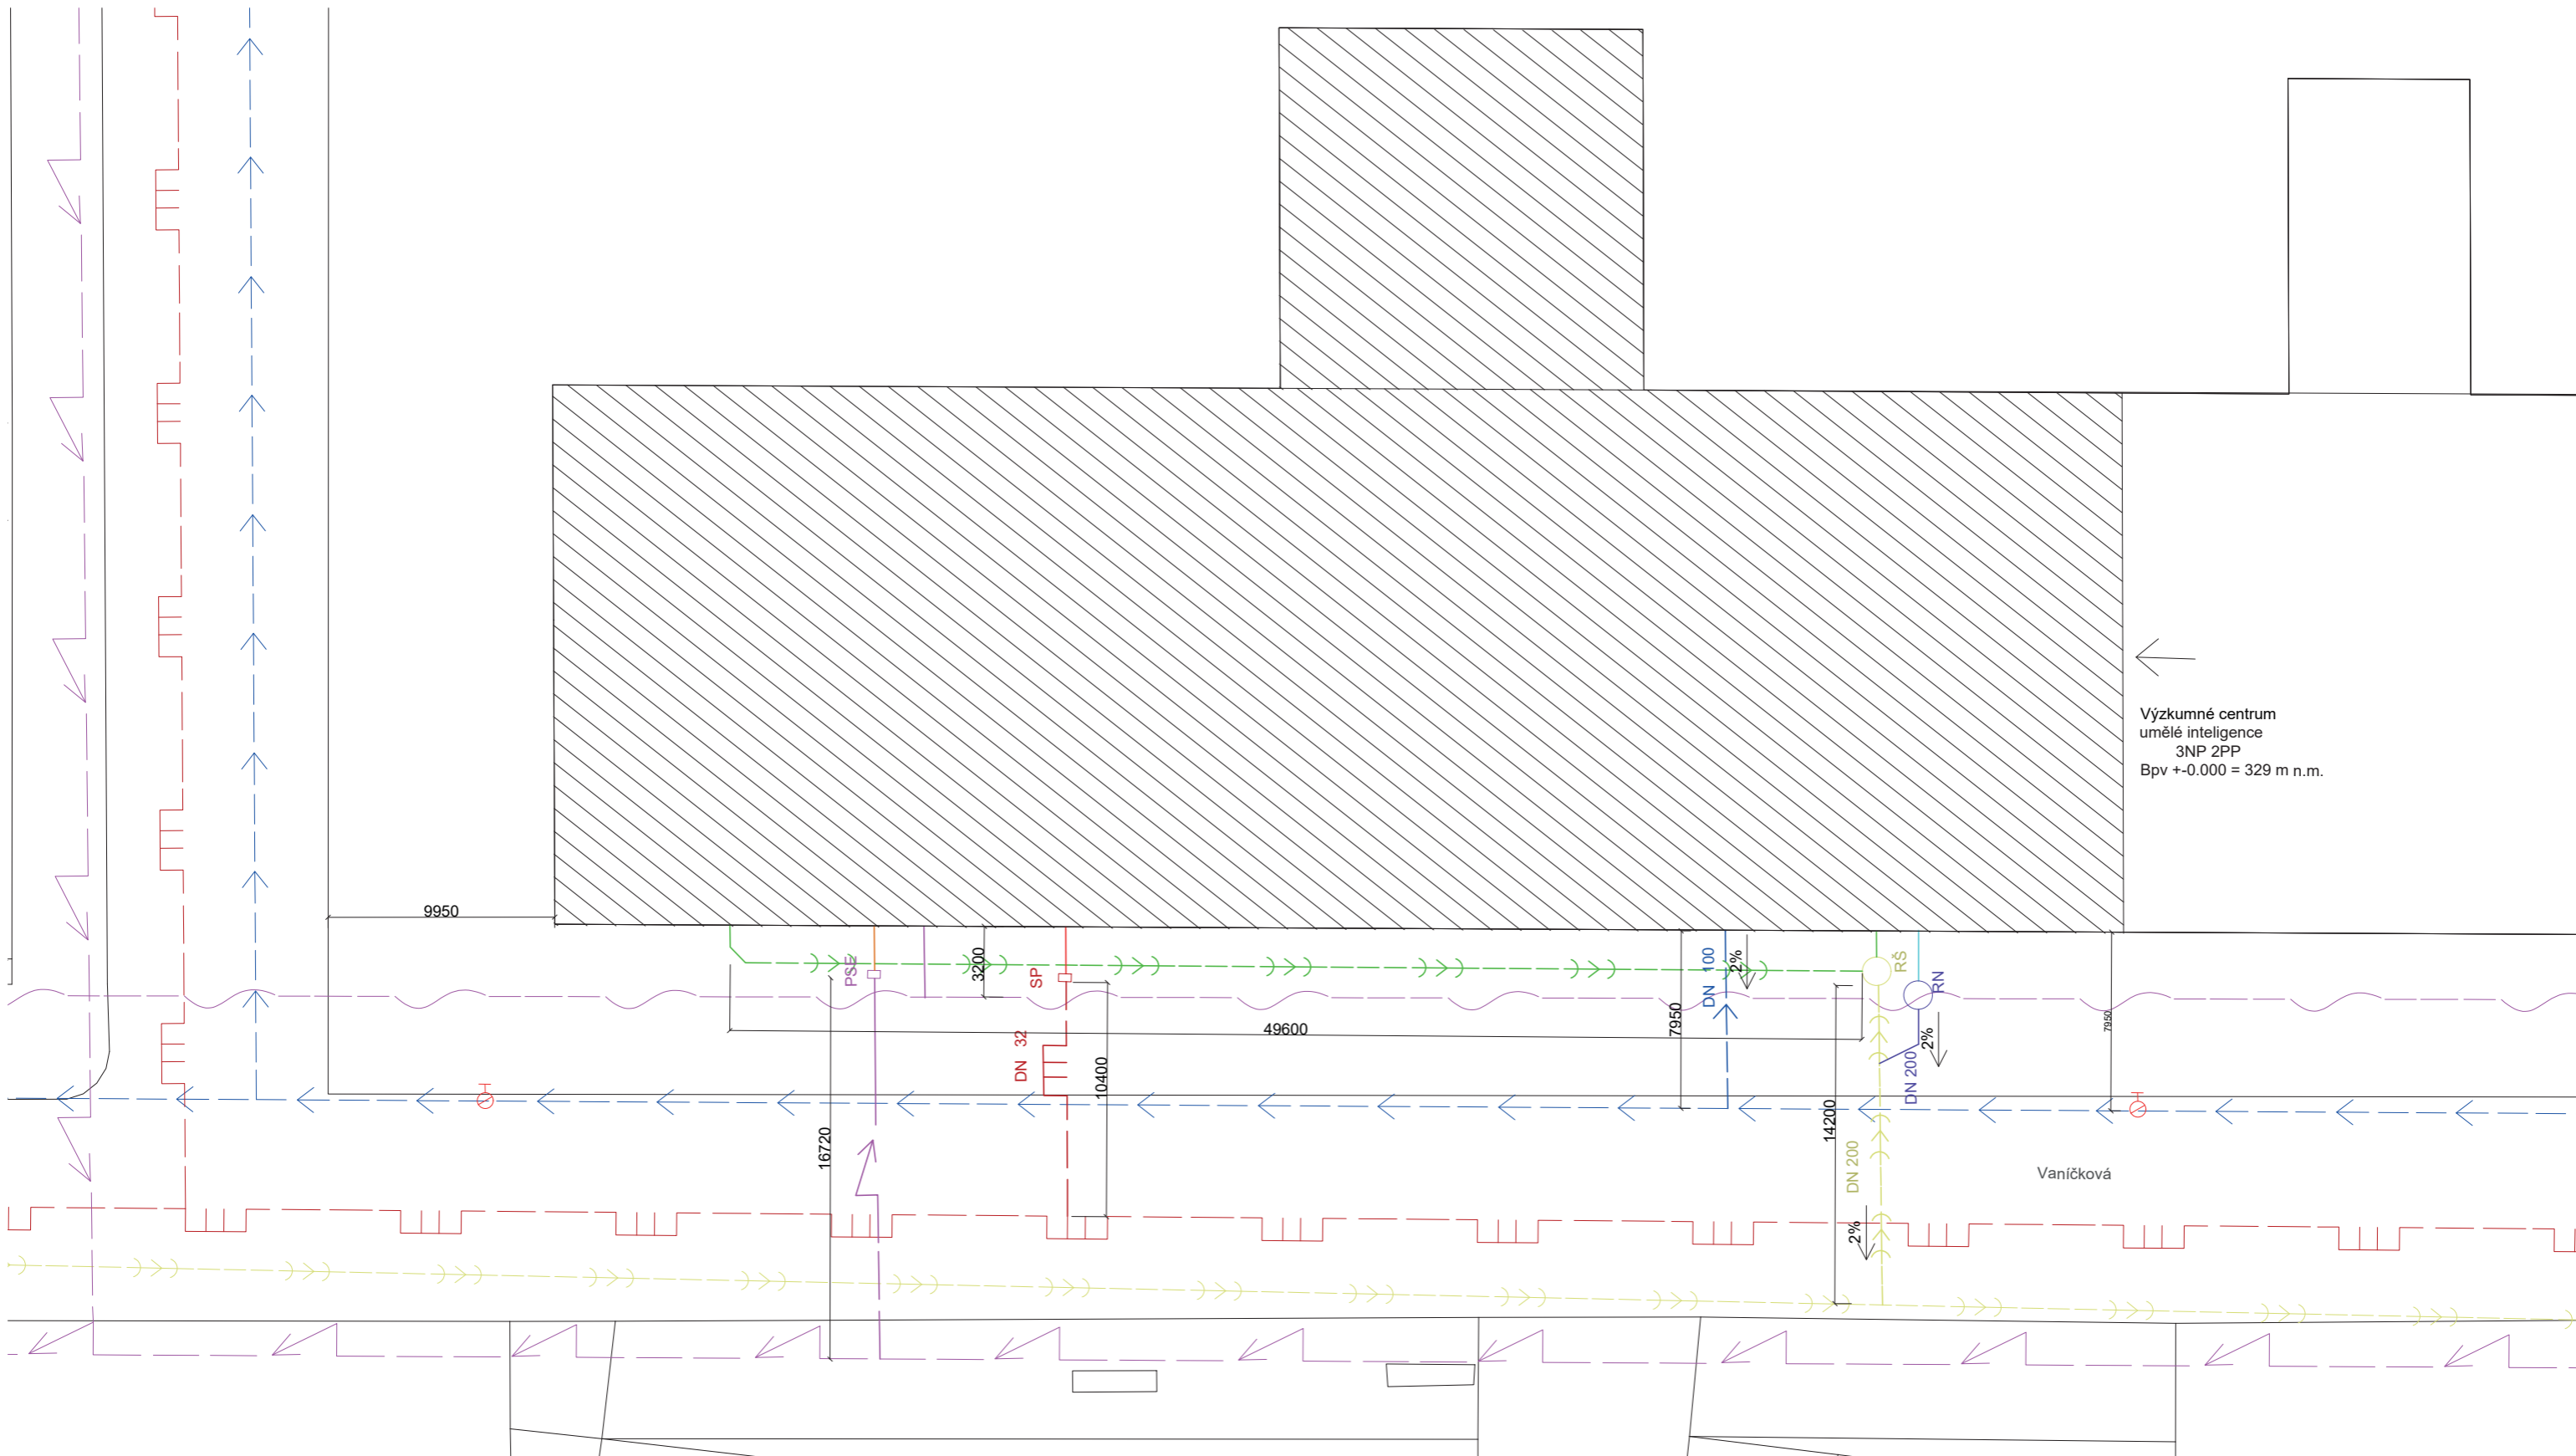 Výzkumné centrum
umělé inteligence
3NP 2PP
Bpv +-0.000 = 329 m n.m.
9950
PSE
3200
SP
DN 100
2%
RŠ
RN
49600
7950
7950
DN 32
10400
2%
DN 200
16720
14200
DN 200
2%
Vaníčková